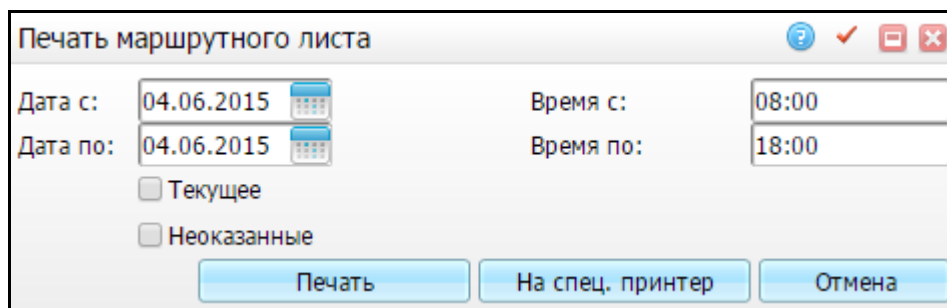 Печать маршрутного листа
Дата с: 04.06.2015 Время с: 08:00
Дата по: 04.06.2015 Время по: 18:00
Текущее
Неоказанные
Печать На спец. принтер Отмена